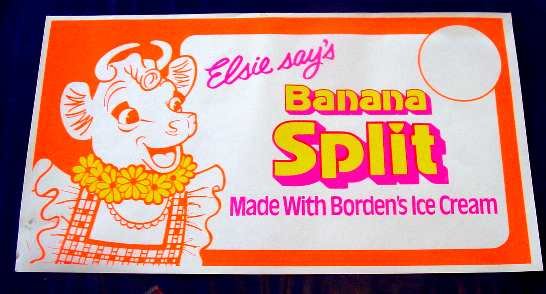 Elsie say's
Banana
Split
Made With Borden's Ice Cream